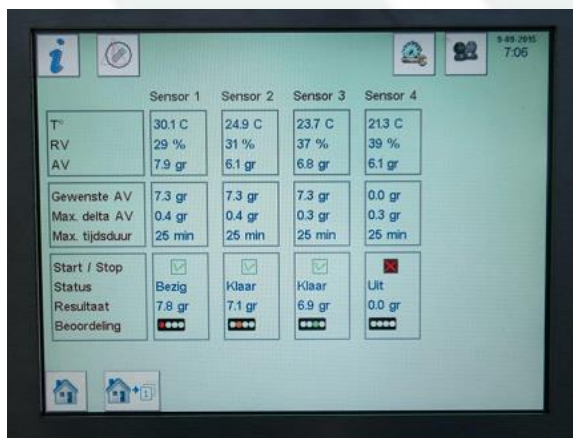 9-09-2015
7:06
Sensor 1 Sensor 2 Sensor 3 Sensor 4
T° 30.1 C 24.9 C 23.7 C 21.3 C
RV 29 % 31 % 37 % 39 %
AV 7.9 gr 6.1 gr 6.8 gr 6.1 gr
Gewenste AV 7.3 gr 7.3 gr 7.3 gr 0.0 gr
Max. delta AV 0.4 gr 0.4 gr 0.3 gr 0.3 gr
Max. tijdsduur 25 min 25 min 25 min 25 min
Start / Stop
Status Bezig Klaar Klaar Uit
Resultaat 7.8 gr 7.1 gr 6.9 gr 0.0 gr
Beoordeling
1